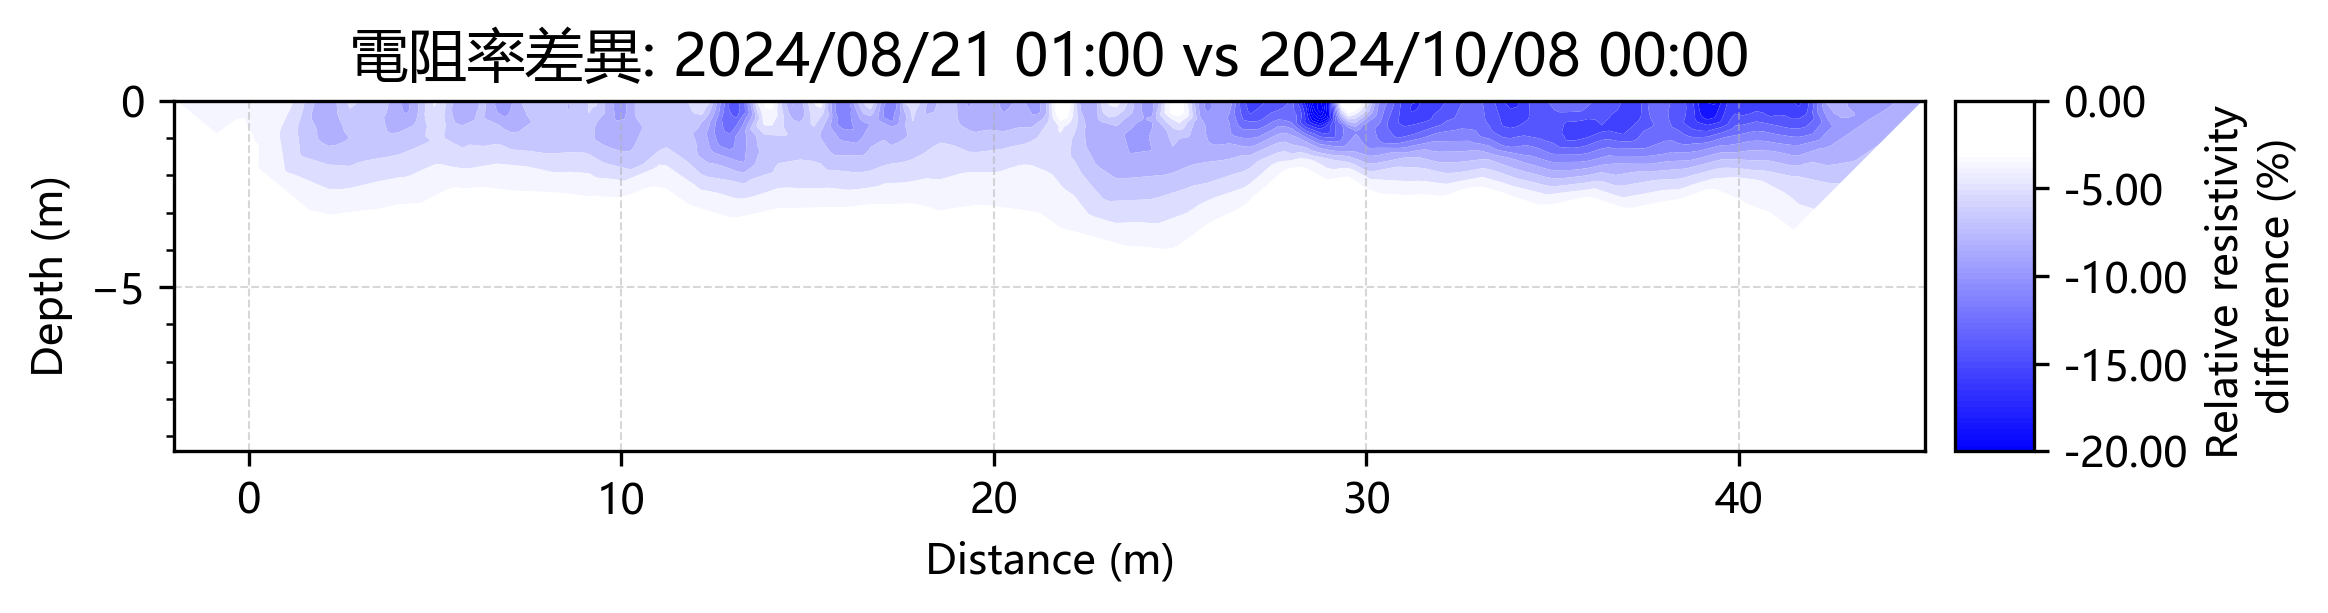 電阻率差異: 2024/08/21 01:00 vs 2024/10/08 00:00
0
−5
Depth (m)
0
10
20
30
40
Distance (m)
0.00
-5.00
-10.00
-15.00
-20.00
Relative resistivity
difference (%)